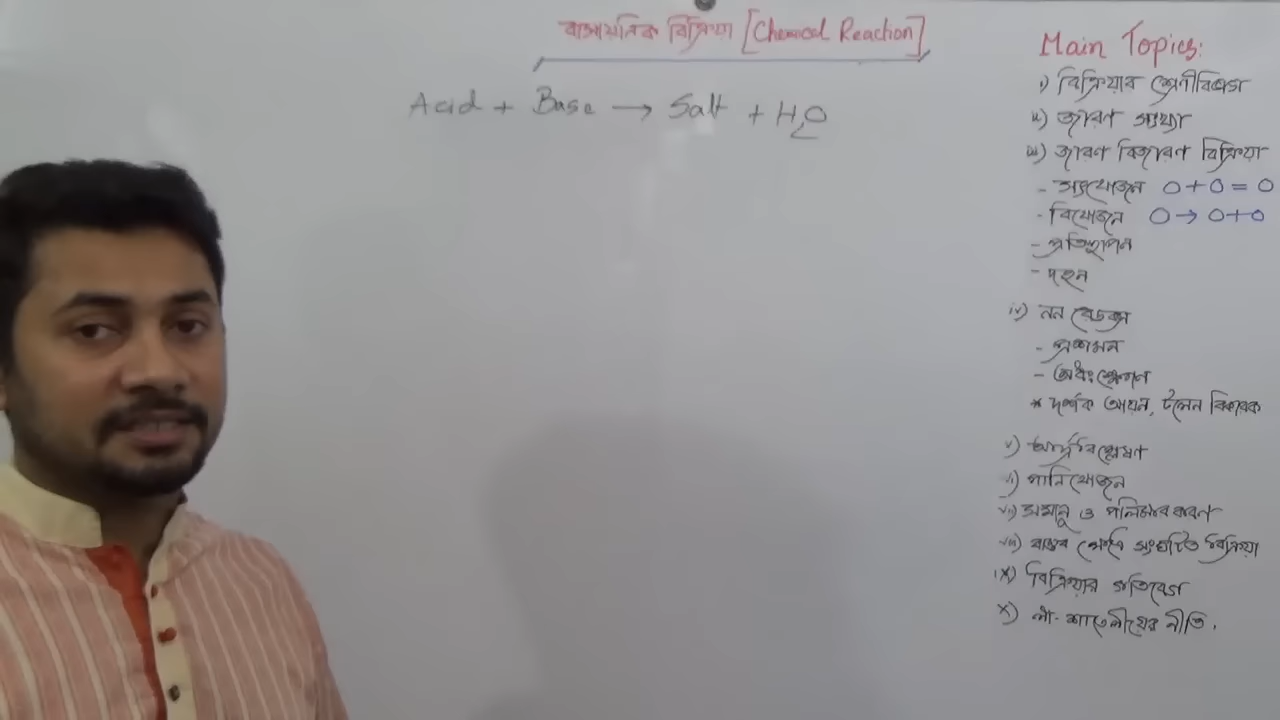 রাসায়নিক বিক্রিয়া [Chemical Reaction]
Acid + Base → Salt + H₂O
Main Topics:
i) বিক্রিয়ার শ্রেণীবিভাগ
ii) জারণ সংখ্যা
iii) জারণ বিজারণ বিক্রিয়া
- সংযোজন O + O = O
- বিযোজন O → O + O
- প্রতিস্থাপন
- দহন
iv) নন রেডক্স
- প্রশমন
- অধঃক্ষেপণ
* দর্শক আয়ন, টলেন বিকারক
v) আর্দ্রবিশ্লেষণ
vi) পানিযোজন
vii) সমানু ও পলিমারকরণ
viii) বাস্তব ক্ষেত্রে সংঘটিত বিক্রিয়া
ix) বিক্রিয়ার গতিবেগ
x) লা-শাতেলীয়ের নীতি.